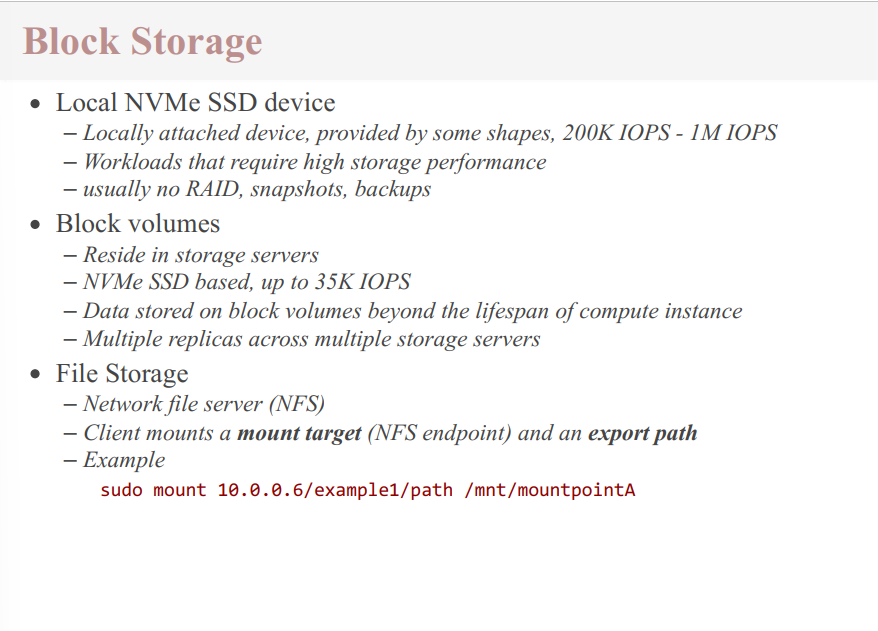 Block Storage
• Local NVMe SSD device
– Locally attached device, provided by some shapes, 200K IOPS - 1M IOPS
– Workloads that require high storage performance
– usually no RAID, snapshots, backups
• Block volumes
– Reside in storage servers
– NVMe SSD based, up to 35K IOPS
– Data stored on block volumes beyond the lifespan of compute instance
– Multiple replicas across multiple storage servers
• File Storage
– Network file server (NFS)
– Client mounts a mount target (NFS endpoint) and an export path
– Example
sudo mount 10.0.0.6/example1/path /mnt/mountpointA